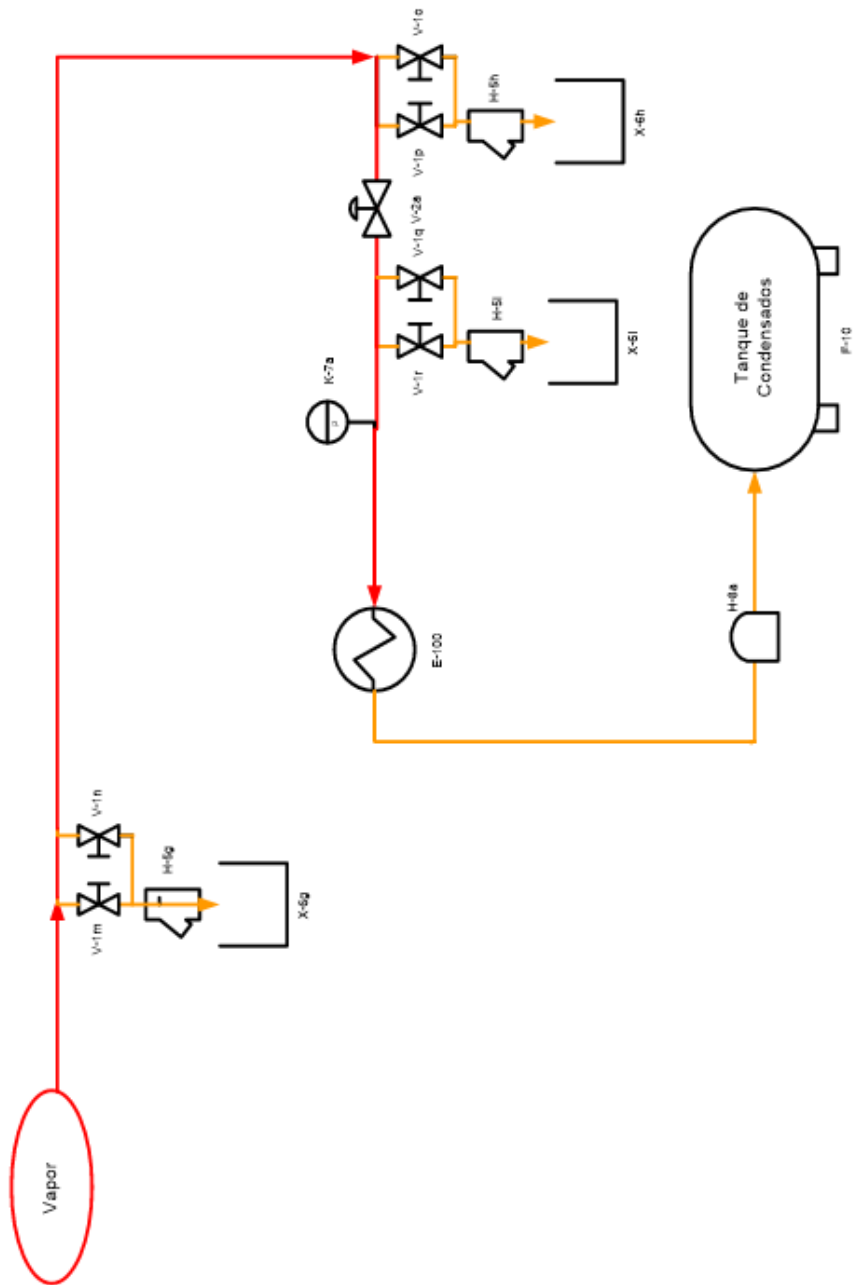 Vapor
V-1m
V-1n
H-5g
X-6g
K-7a
V-1r
V-1q
V-2a
V-1p
V-1o
H-5i
H-5h
X-6i
X-6h
E-100
H-8a
Tanque de
Condensados
F-10